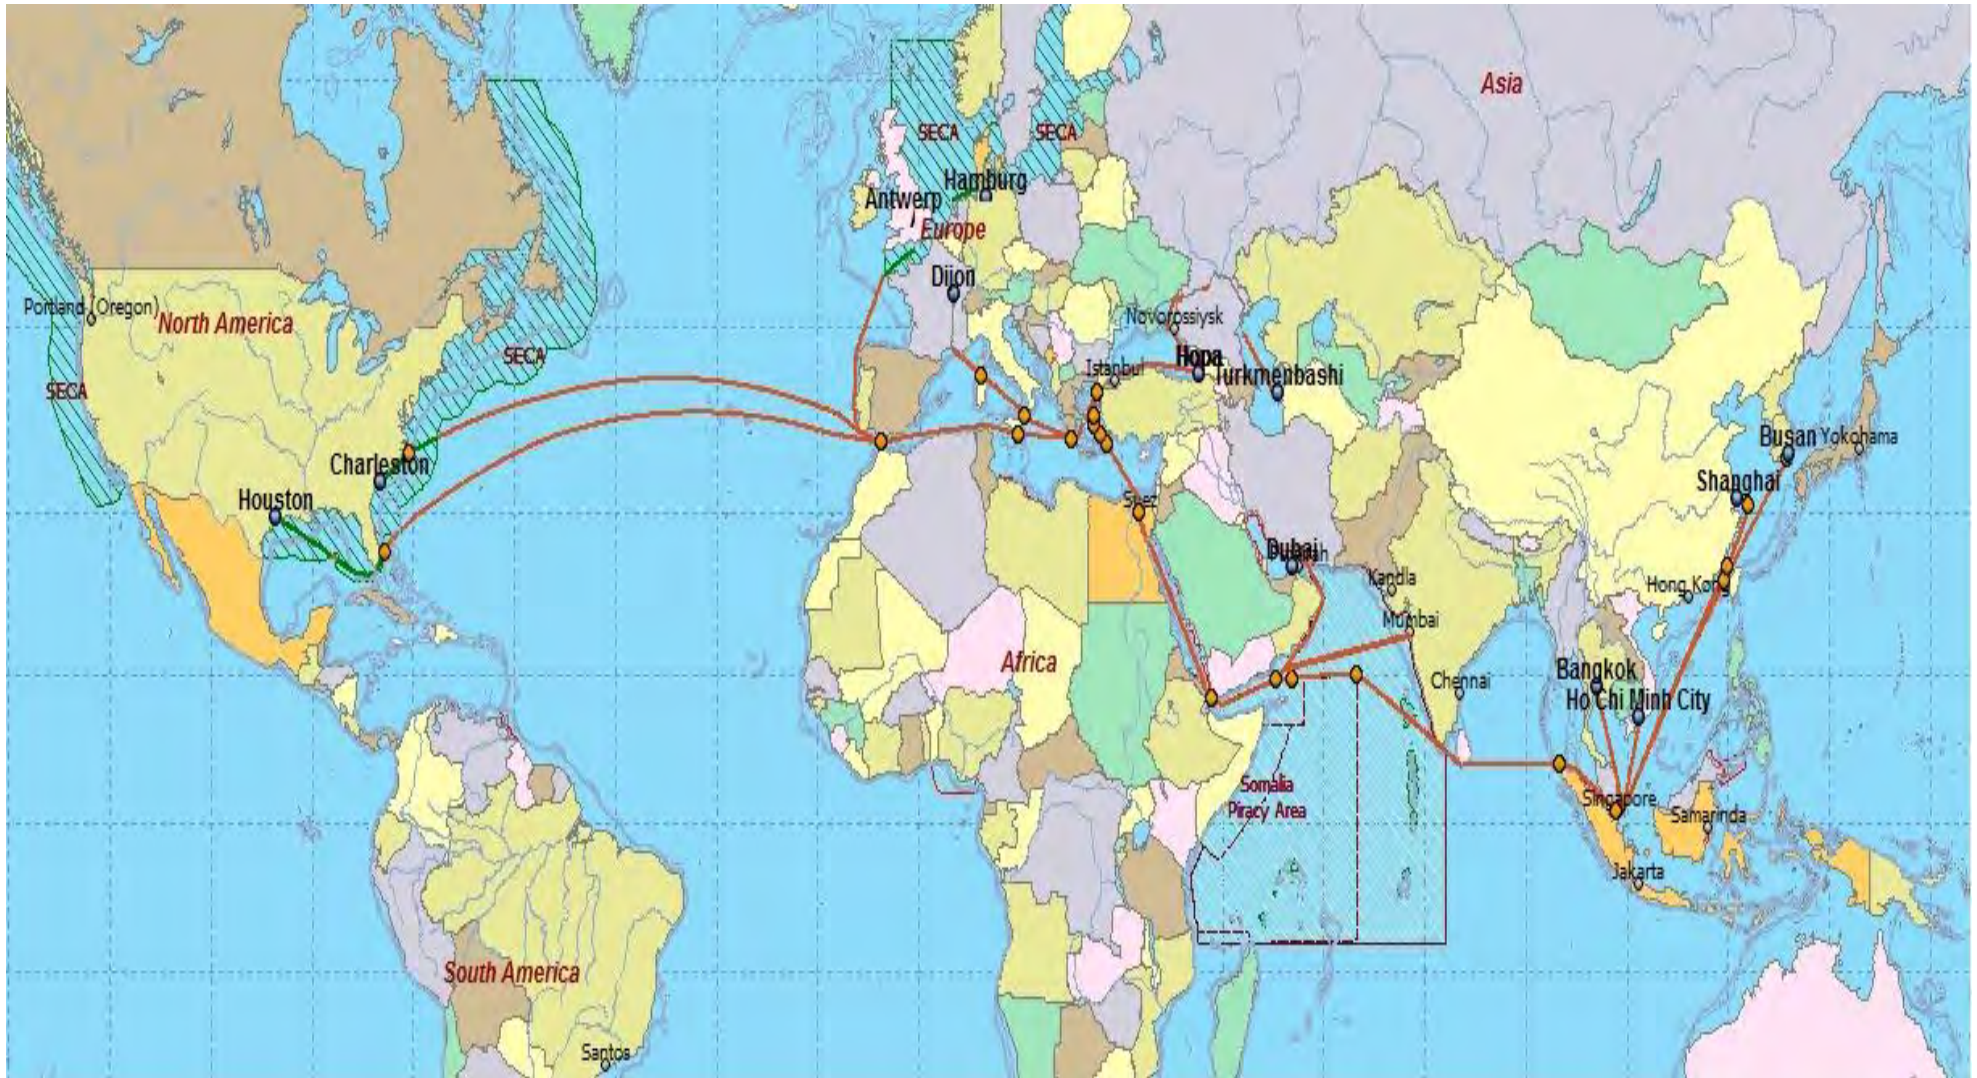 Asia
SECA
SECA
Hamburg
Antwerp
Europe
Dijon
Portland (Oregon)
North America
Novorossiysk
SECA
Hopa
Istanbul
Turkmenbashi
SECA
Busan
Yokohama
Charleston
Shanghai
Houston
Suez
Dubai
Kandla
Hong Kong
Mumbai
Africa
Bangkok
Chennai
Ho Chi Minh City
Somalia
Piracy Area
Singapore
Samarinda
Jakarta
South America
Santos